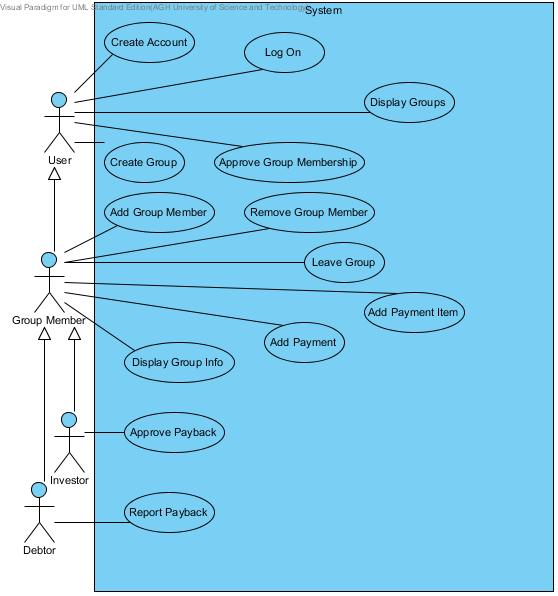 Visual Paradigm for UML Standard Edition(AGH University of Science and Technology)
System
Create Account
Log On
Display Groups
User
Create Group
Approve Group Membership
Add Group Member
Remove Group Member
Leave Group
Group Member
Add Payment Item
Add Payment
Display Group Info
Approve Payback
Investor
Report Payback
Debtor